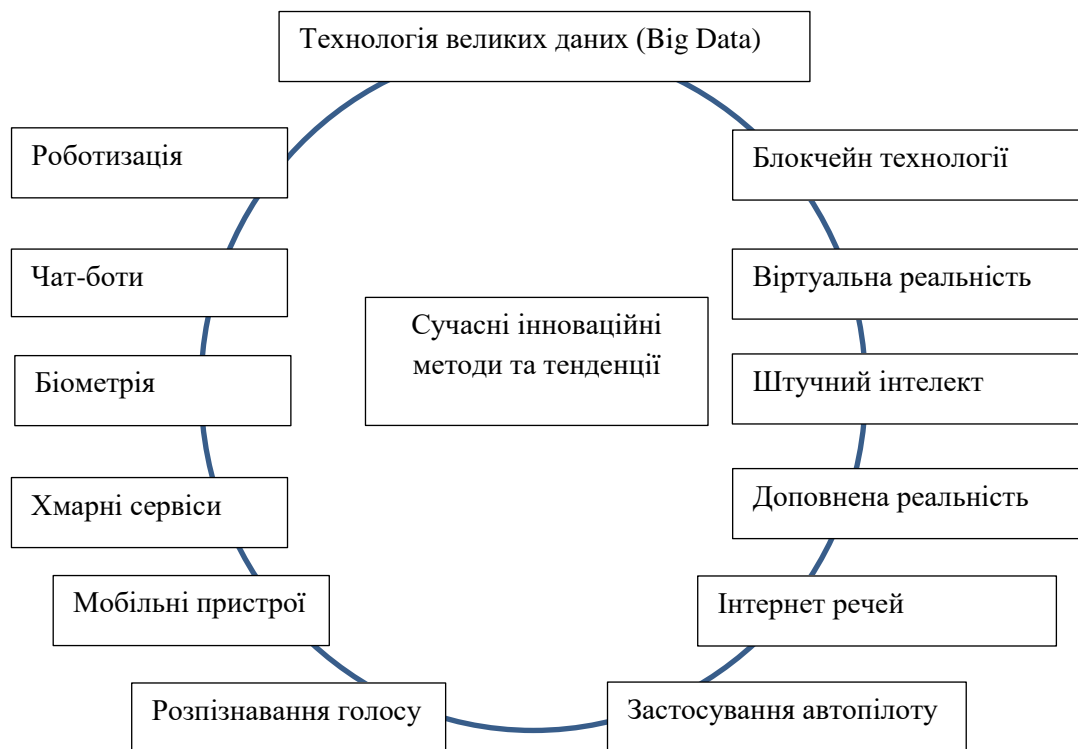 Технологія великих даних (Big Data)
Роботизація
Блокчейн технології
Чат-боти
Віртуальна реальність
Сучасні інноваційні
методи та тенденції
Біометрія
Штучний інтелект
Хмарні сервіси
Доповнена реальність
Мобільні пристрої
Інтернет речей
Розпізнавання голосу
Застосування автопілоту